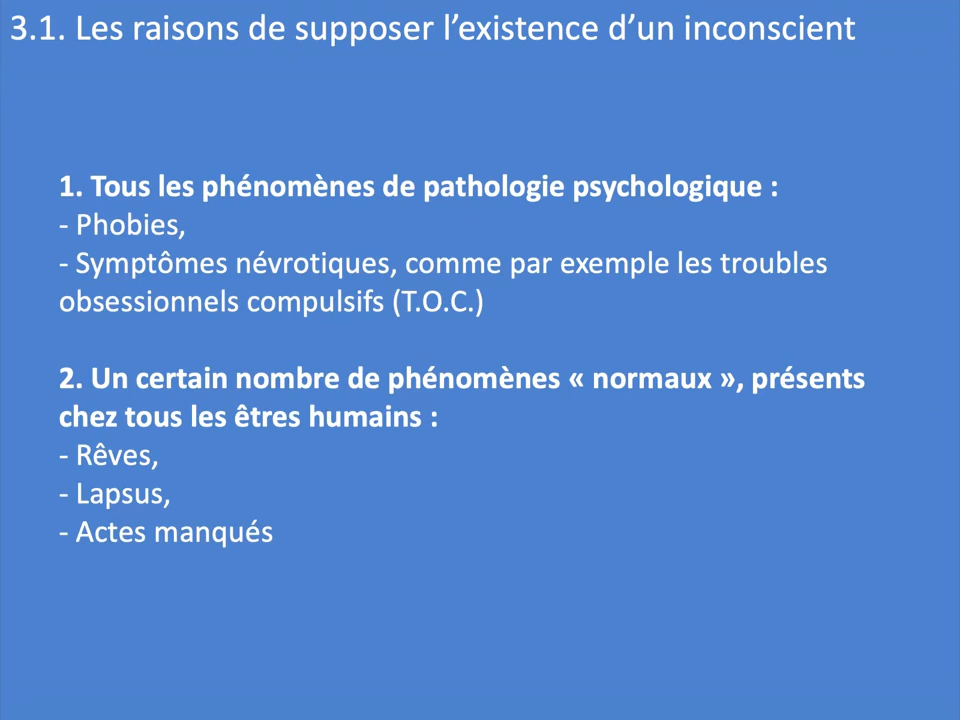 3.1. Les raisons de supposer l’existence d’un inconscient
1. Tous les phénomènes de pathologie psychologique :
- Phobies,
- Symptômes névrotiques, comme par exemple les troubles
obsessionnels compulsifs (T.O.C.)
2. Un certain nombre de phénomènes « normaux », présents
chez tous les êtres humains :
- Rêves,
- Lapsus,
- Actes manqués